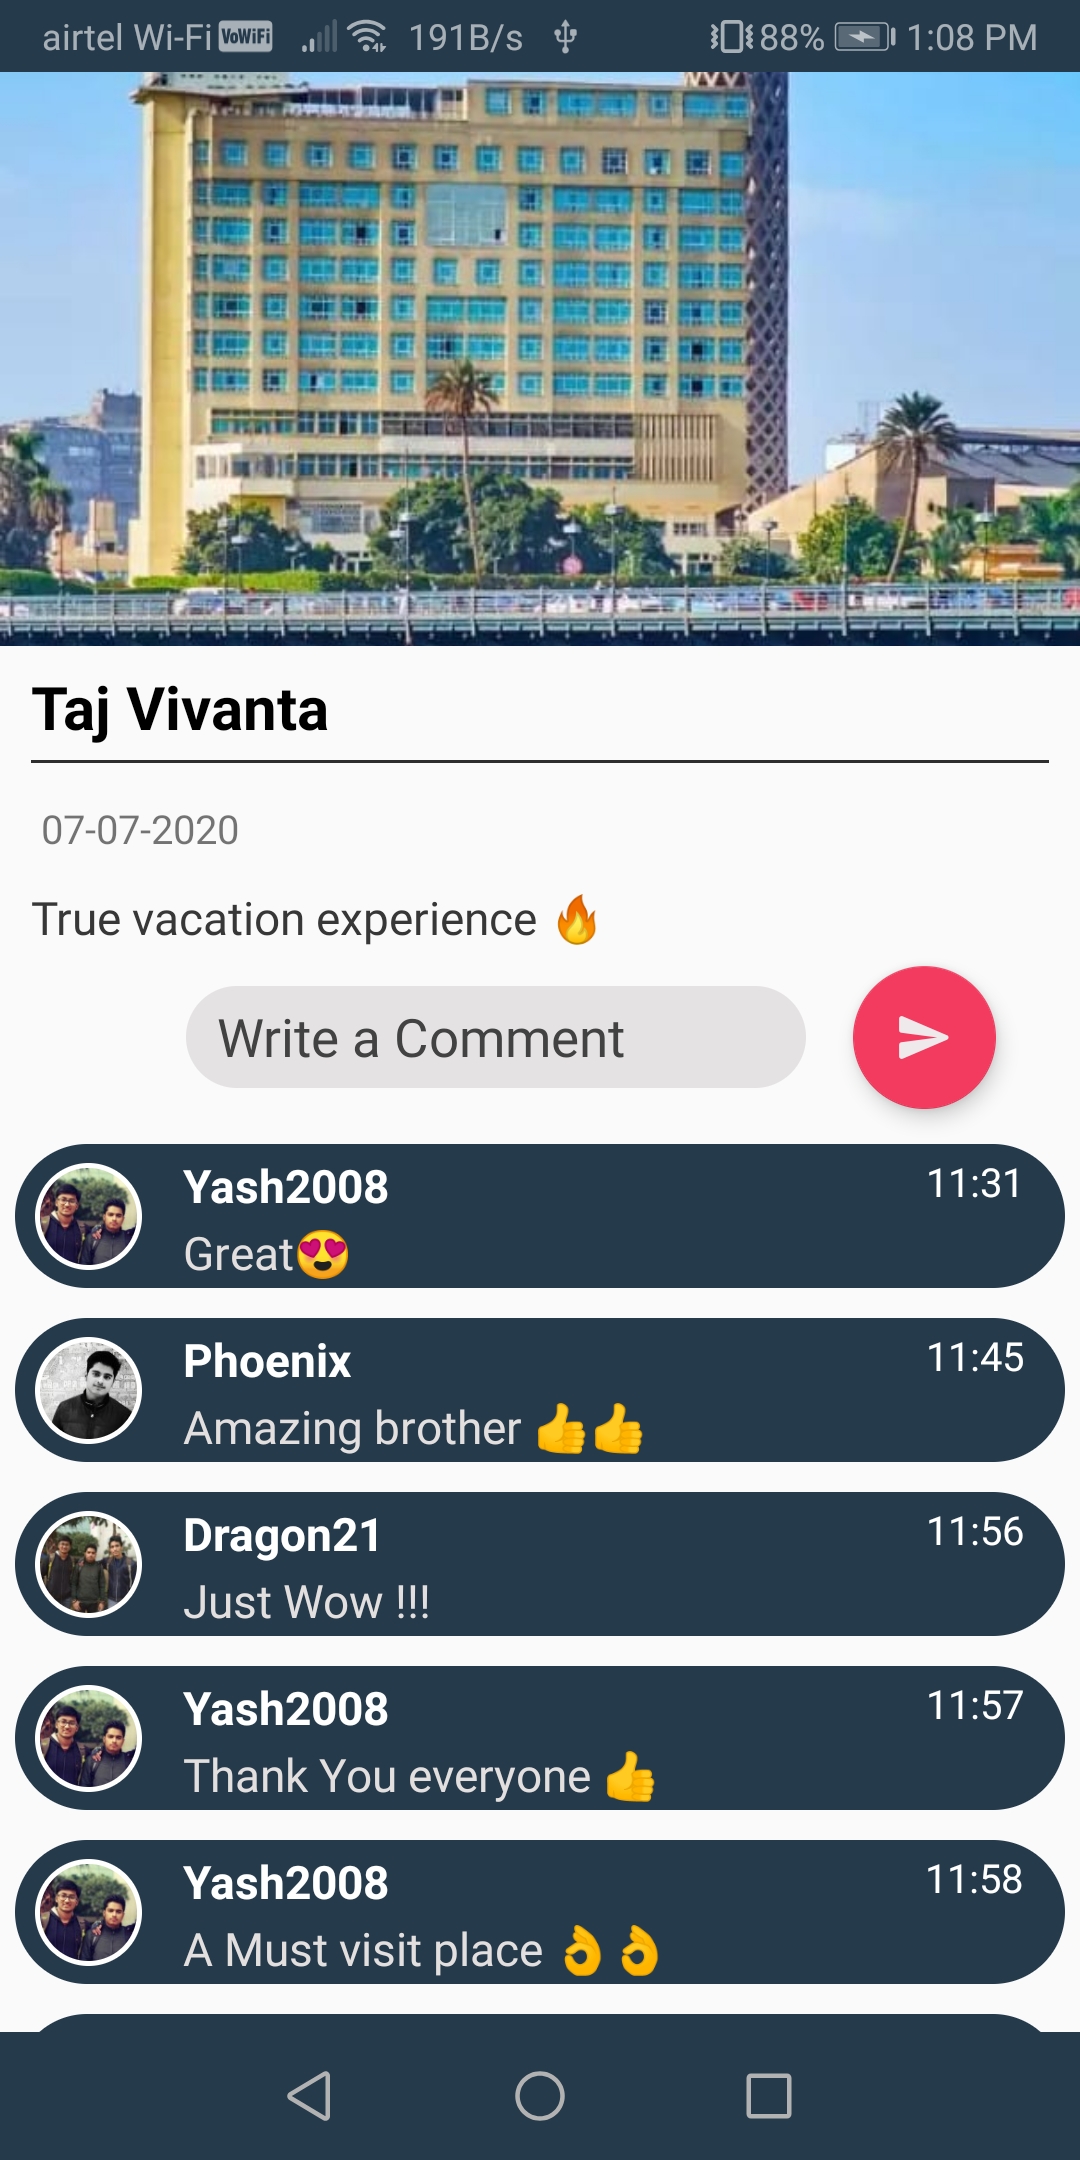 airtel Wi-Fi VoWiFi 191B/s 88% 1:08 PM
Taj Vivanta
07-07-2020
True vacation experience 🔥
Write a Comment
Yash2008 11:31
Great😍
Phoenix 11:45
Amazing brother 👍👍
Dragon21 11:56
Just Wow !!!
Yash2008 11:57
Thank You everyone 👍
Yash2008 11:58
A Must visit place 👌👌